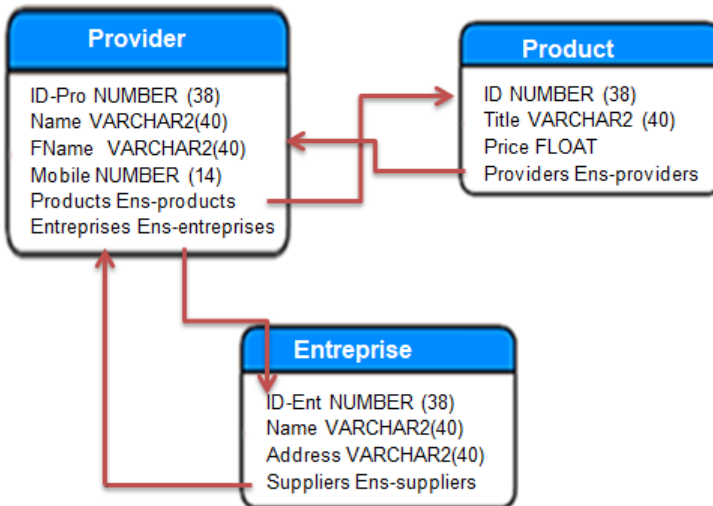 Provider
ID-Pro NUMBER (38)
Name VARCHAR2(40)
FName VARCHAR2(40)
Mobile NUMBER (14)
Products Ens-products
Entreprises Ens-entreprises
Product
ID NUMBER (38)
Title VARCHAR2 (40)
Price FLOAT
Providers Ens-providers
Entreprise
ID-Ent NUMBER (38)
Name VARCHAR2(40)
Address VARCHAR2(40)
Suppliers Ens-suppliers